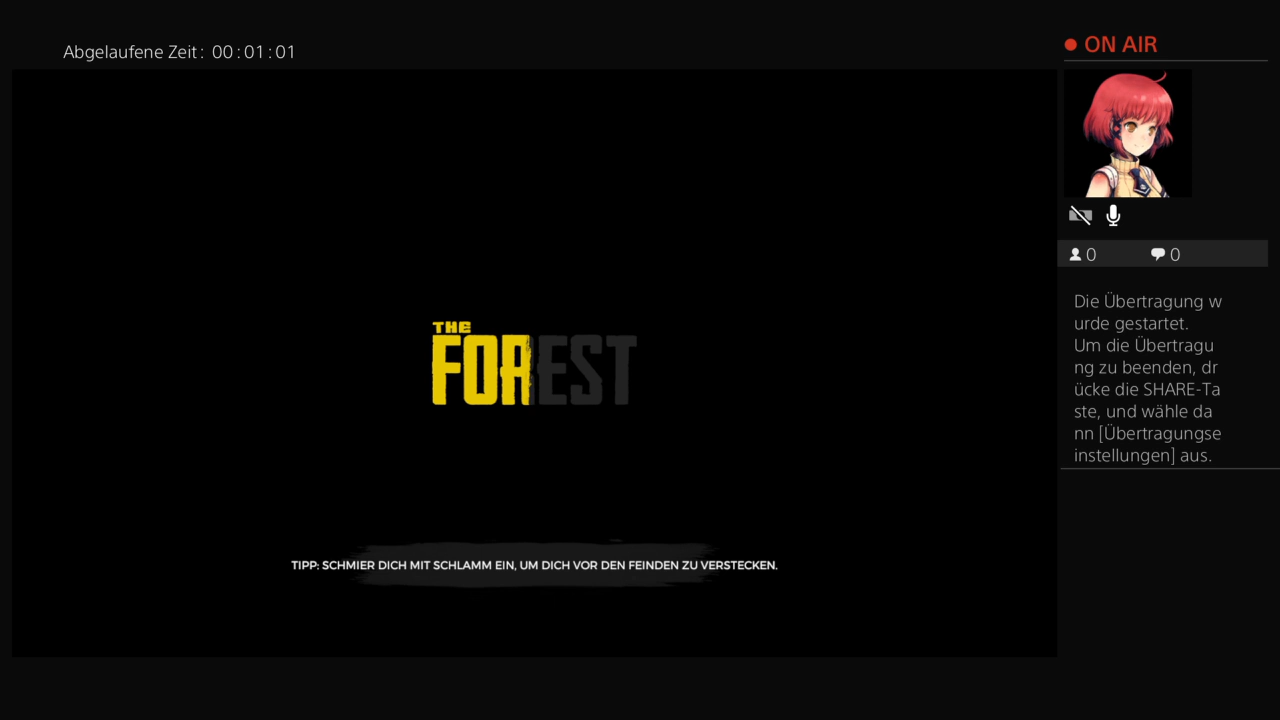 Abgelaufene Zeit: 00:01:01
ON AIR
0 0
Die Übertragung w
urde gestartet.
Um die Übertragu
ng zu beenden, dr
ücke die SHARE-Ta
ste, und wähle da
nn [Übertragungse
instellungen] aus.
THE
FOREST
TIPP: SCHMIER DICH MIT SCHLAMM EIN, UM DICH VOR DEN FEINDEN ZU VERSTECKEN.